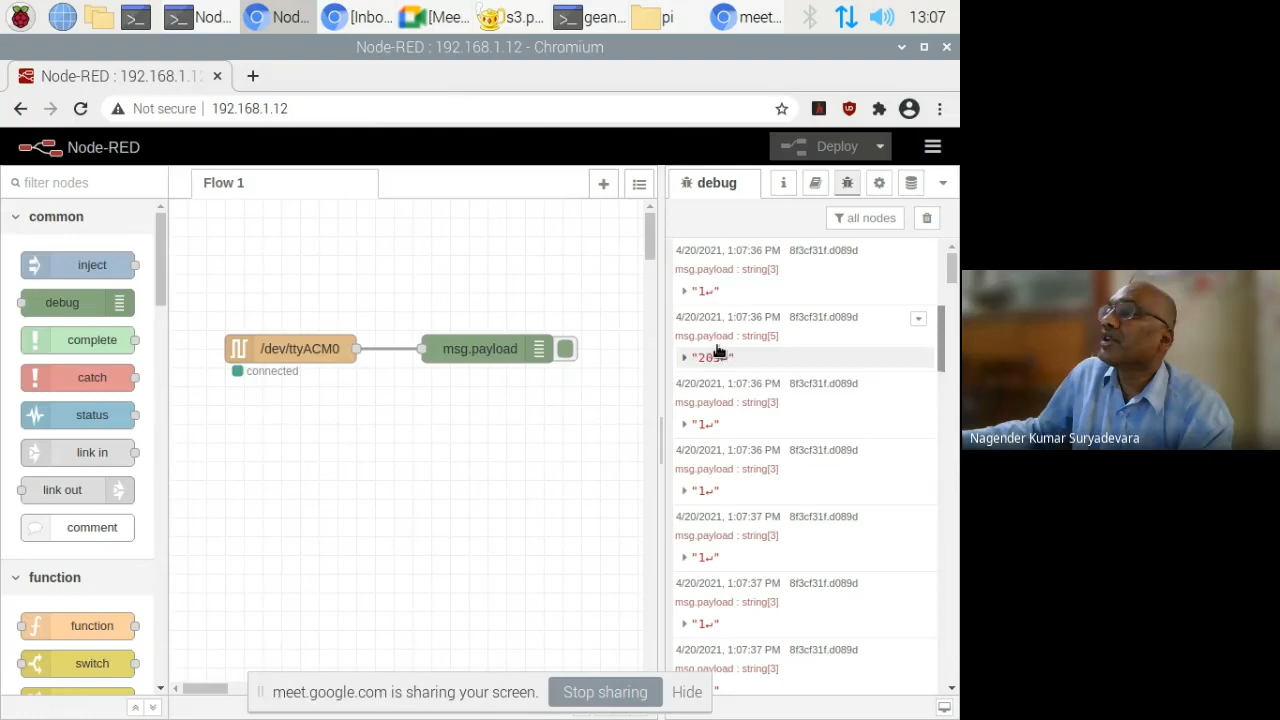 Nod...
Nod...
[Inbo...
[Mee...
s3.p...
gean...
pi
meet...
13:07
Node-RED : 192.168.1.12 - Chromium
Node-RED : 192.168.1.12
Not secure
192.168.1.12
Node-RED
Deploy
filter nodes
Flow 1
debug
common
all nodes
inject
debug
complete
catch
status
link in
link out
comment
function
function
switch
/dev/ttyACM0
connected
msg.payload
4/20/2021, 1:07:36 PM 8f3cf31f.d089d
msg.payload : string[3]
"1↵"
4/20/2021, 1:07:36 PM 8f3cf31f.d089d
msg.payload : string[5]
4/20/2021, 1:07:36 PM 8f3cf31f.d089d
msg.payload : string[3]
"1↵"
4/20/2021, 1:07:36 PM 8f3cf31f.d089d
msg.payload : string[3]
"1↵"
4/20/2021, 1:07:37 PM 8f3cf31f.d089d
msg.payload : string[3]
"1↵"
4/20/2021, 1:07:37 PM 8f3cf31f.d089d
msg.payload : string[3]
"1↵"
4/20/2021, 1:07:37 PM 8f3cf31f.d089d
msg.payload : string[3]
meet.google.com is sharing your screen.
Stop sharing
Hide
Nagender Kumar Suryadevara